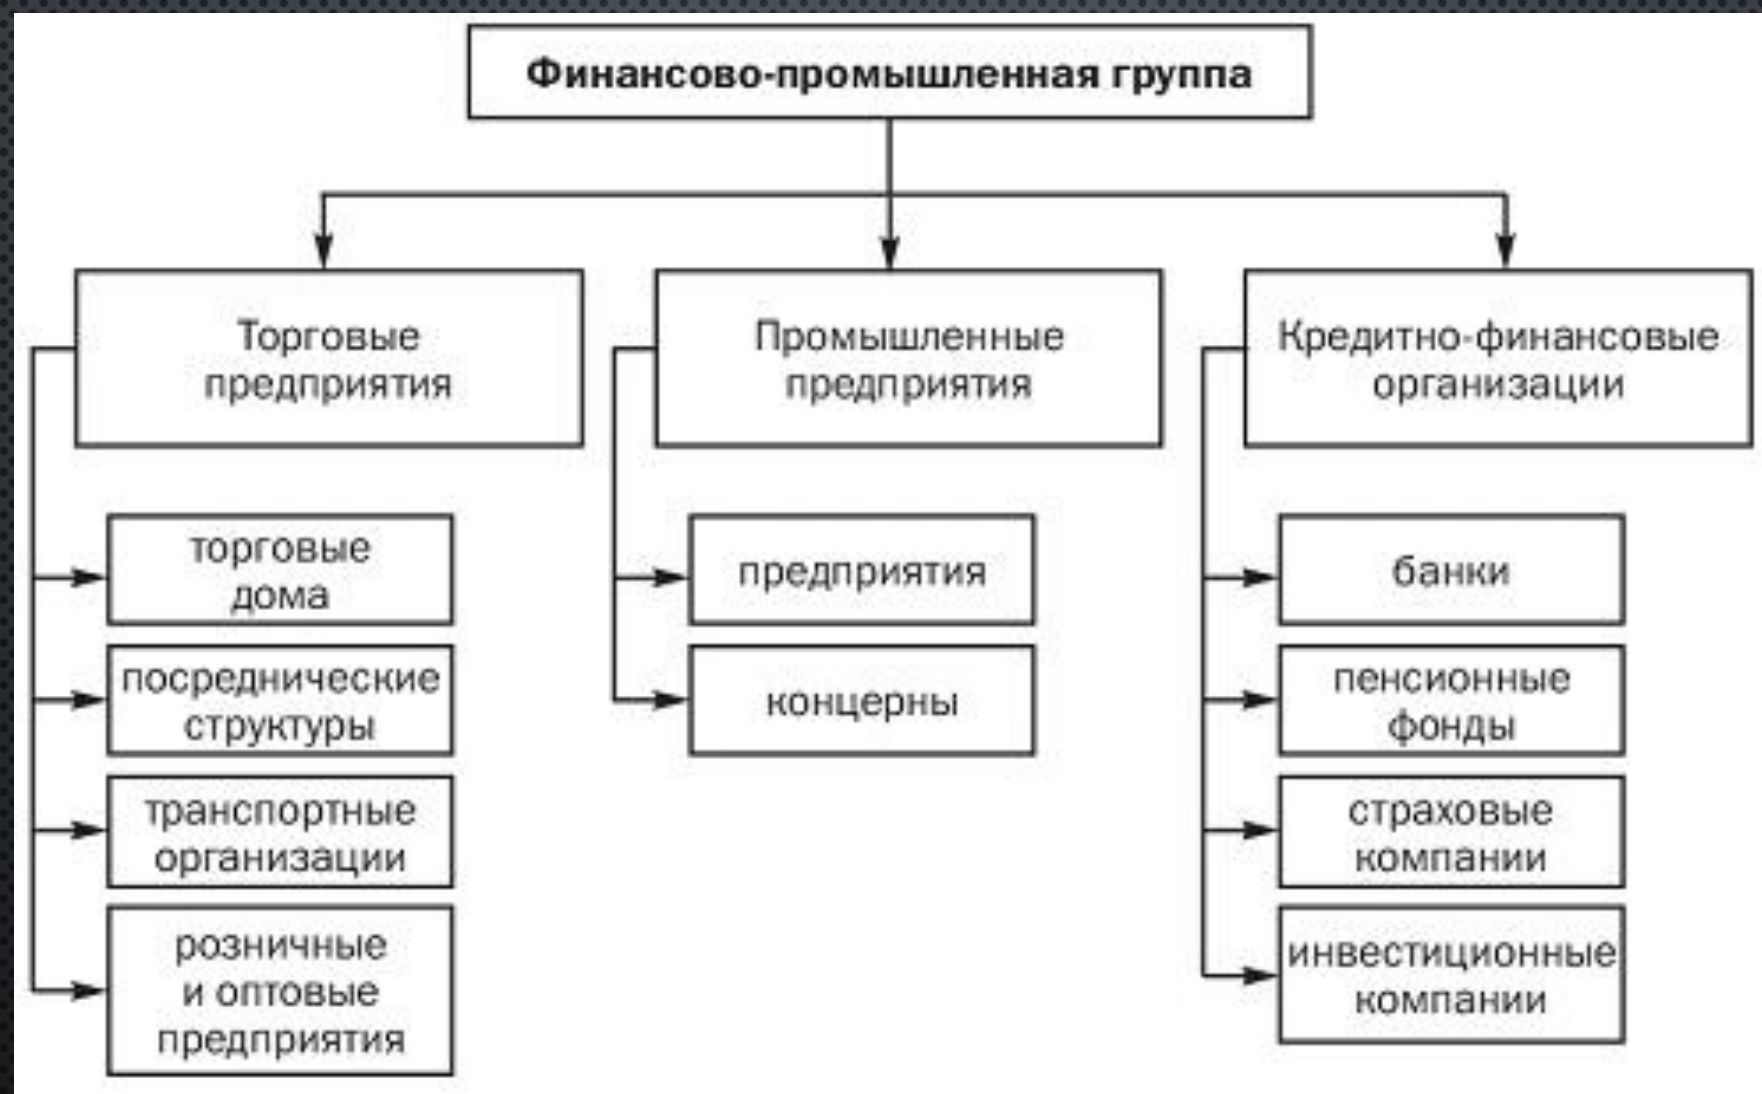 Финансово-промышленная группа
Торговые
предприятия
Промышленные
предприятия
Кредитно-финансовые
организации
торговые
дома
посреднические
структуры
транспортные
организации
розничные
и оптовые
предприятия
предприятия
концерны
банки
пенсионные
фонды
страховые
компании
инвестиционные
компании